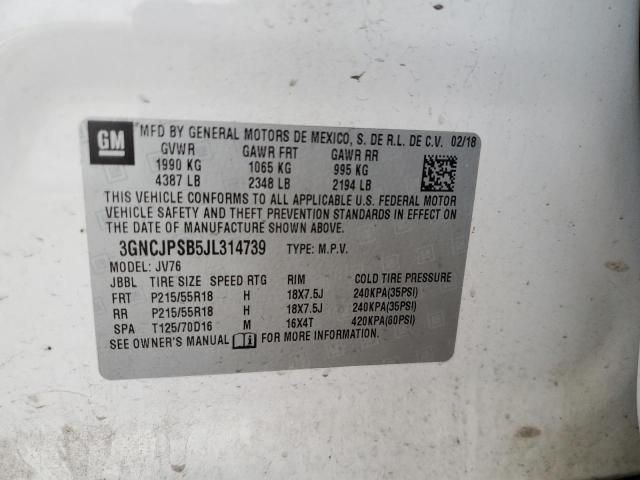 GM MFD BY GENERAL MOTORS DE MEXICO, S. DE R.L. DE C.V. 02/18
GVWR GAWR FRT GAWR RR
1990 KG 1065 KG 995 KG
4387 LB 2348 LB 2194 LB
THIS VEHICLE CONFORMS TO ALL APPLICABLE U.S. FEDERAL MOTOR
VEHICLE SAFETY AND THEFT PREVENTION STANDARDS IN EFFECT ON
THE DATE OF MANUFACTURE SHOWN ABOVE.
3GNCJPSB5JL314739 TYPE: M.P.V.
MODEL: JV76
JBBL TIRE SIZE SPEED RTG RIM COLD TIRE PRESSURE
FRT P215/55R18 H 18X7.5J 240KPA(35PSI)
RR P215/55R18 H 18X7.5J 240KPA(35PSI)
SPA T125/70D16 M 16X4T 420KPA(60PSI)
SEE OWNER'S MANUAL FOR MORE INFORMATION.